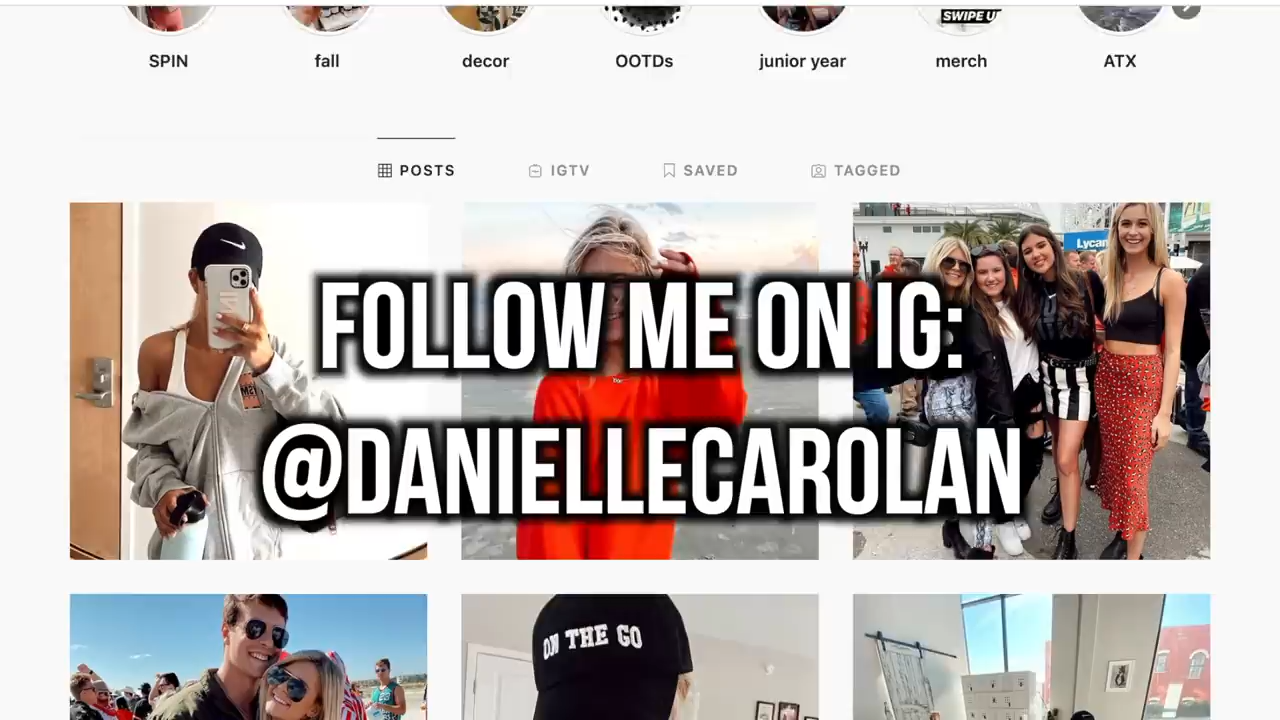 SWIPE U
SPIN
fall
decor
OOTDs
junior year
merch
ATX
POSTS
IGTV
SAVED
TAGGED
Lycam
FOLLOW ME ON IG:
@DANIELLECAROLAN
ON THE GO